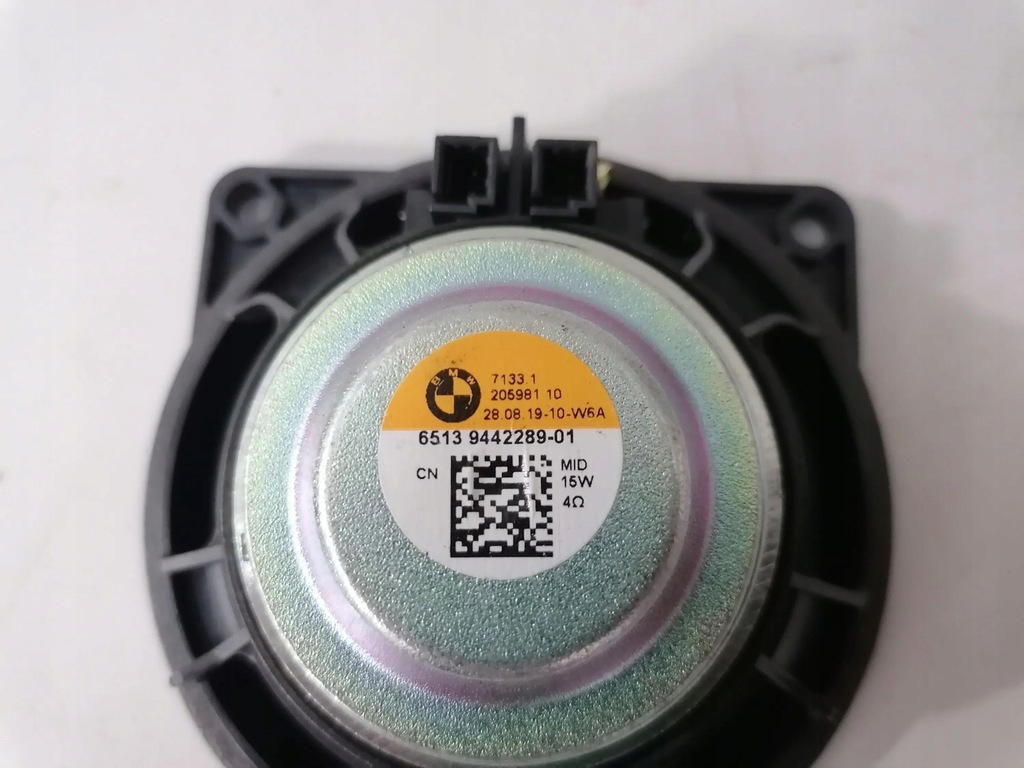 BMW
7133.1
205981 10
28.08.19-10-W6A
6513 9442289-01
CN
MID
15W
4Ω